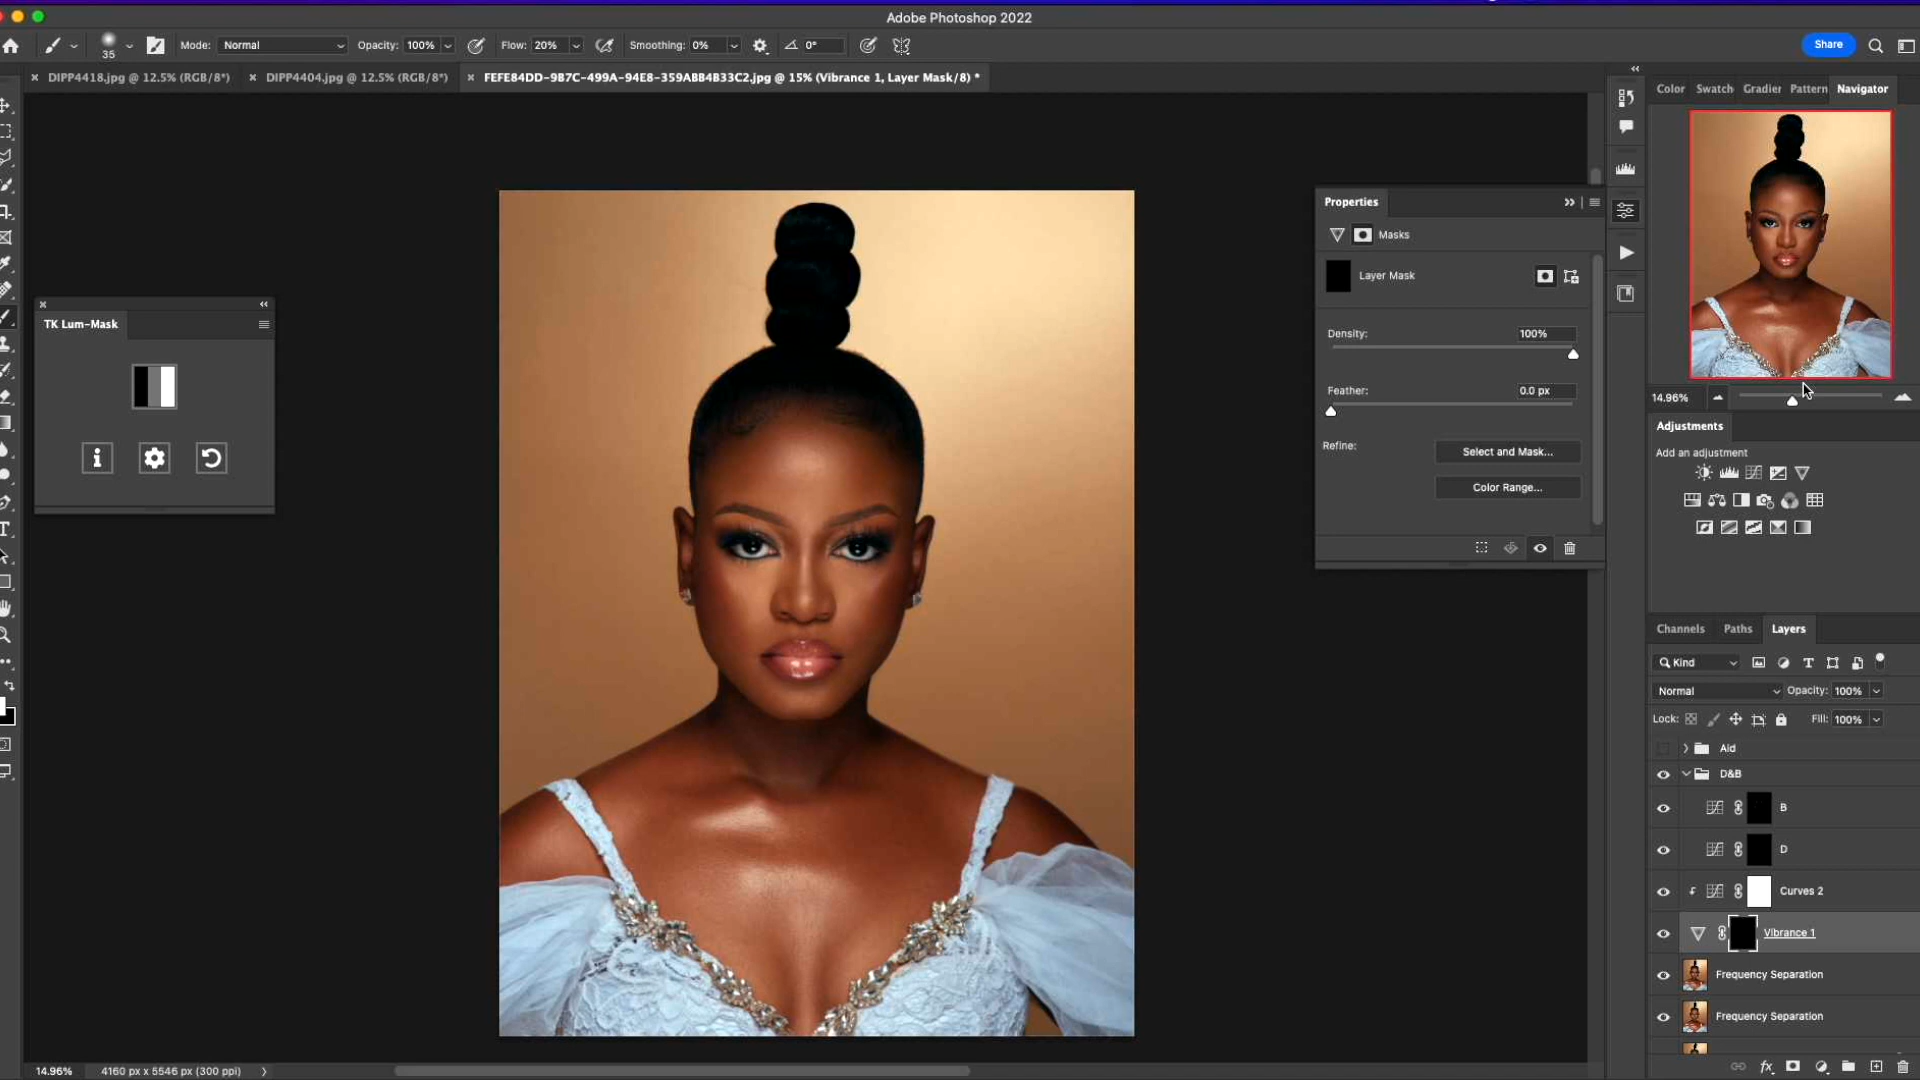 Adobe Photoshop 2022
35
Mode: Normal
Opacity: 100%
Flow: 20%
Smoothing: 0%
0°
Share
DIPP4418.jpg @ 12.5% (RGB/8*)
DIPP4404.jpg @ 12.5% (RGB/8*)
FEFE84DD-9B7C-499A-94E8-359ABB4B33C2.jpg @ 15% (Vibrance 1, Layer Mask/8) *
Color
Swatch
Gradier
Pattern
Navigator
TK Lum-Mask
Properties
Masks
Layer Mask
Density: 100%
Feather: 0.0 px
Refine:
Select and Mask...
Color Range...
14.96%
Adjustments
Add an adjustment
Channels
Paths
Layers
Kind
Normal
Opacity: 100%
Lock:
Fill: 100%
Aid
D&B
B
D
Curves 2
Vibrance 1
Frequency Separation
Frequency Separation
fx
14.96%
4160 px x 5546 px (300 ppi)